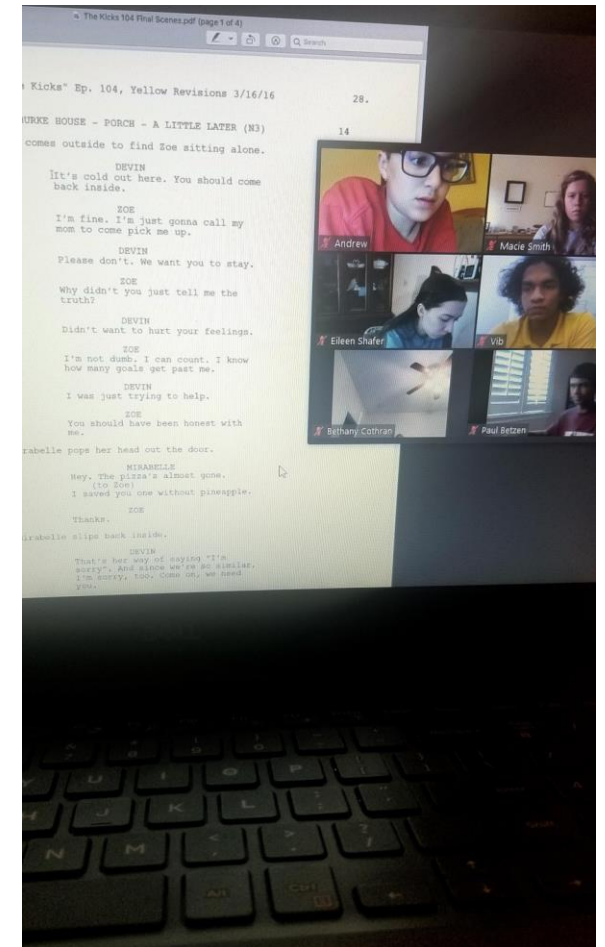 The Kicks 104 Final Scenes.pdf (page 1 of 4)
Search
Kicks" Ep. 104, Yellow Revisions 3/16/16 28.
URKE HOUSE - PORCH - A LITTLE LATER (N3) 14
comes outside to find Zoe sitting alone.
DEVIN
It's cold out here. You should come
back inside.
ZOE
I'm fine. I'm just gonna call my
mom to come pick me up.
DEVIN
Please don't. We want you to stay.
ZOE
Why didn't you just tell me the
truth?
DEVIN
Didn't want to hurt your feelings.
ZOE
I'm not dumb. I can count. I know
how many goals get past me.
DEVIN
I was just trying to help.
ZOE
You should have been honest with
me.
rabelle pops her head out the door.
MIRABELLE
Hey. The pizza's almost gone.
(to Zoe)
I saved you one without pineapple.
ZOE
Thanks.
irabelle slips back inside.
DEVIN
That's her way of saying "I'm
sorry". And since we're so similar,
I'm sorry, too. Come on, we need
you.
Andrew
Macie Smith
Eileen Shafer
Vib
Bethany Cothran
Paul Betzen
U I O P
H J K L
N M
Alt Ctrl